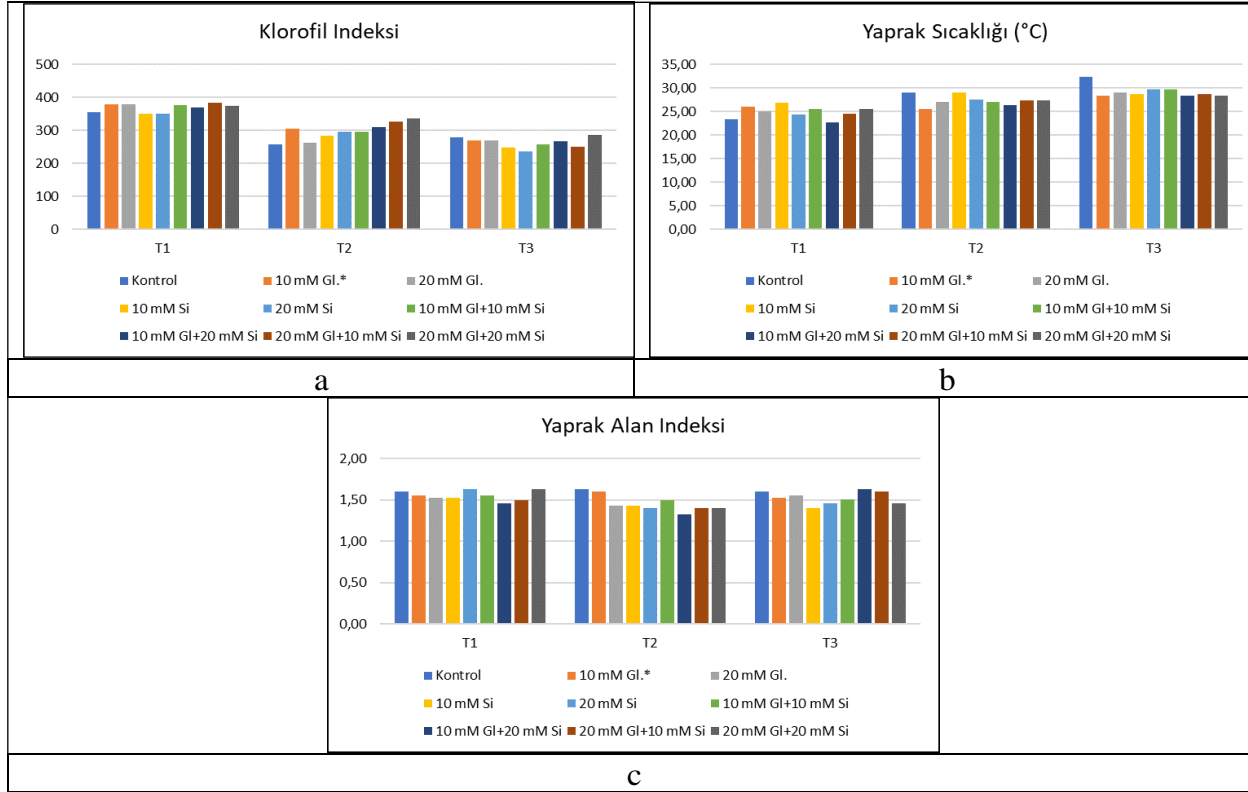 Klorofil Indeksi
500
400
300
200
100
0
T1 T2 T3
Kontrol 10 mM Gl.* 20 mM Gl.
10 mM Si 20 mM Si 10 mM Gl+10 mM Si
10 mM Gl+20 mM Si 20 mM Gl+10 mM Si 20 mM Gl+20 mM Si
a
Yaprak Sıcaklığı (°C)
35,00
30,00
25,00
20,00
15,00
10,00
5,00
0,00
T1 T2 T3
Kontrol 10 mM Gl.* 20 mM Gl.
10 mM Si 20 mM Si 10 mM Gl+10 mM Si
10 mM Gl+20 mM Si 20 mM Gl+10 mM Si 20 mM Gl+20 mM Si
b
Yaprak Alan Indeksi
2,00
1,50
1,00
0,50
0,00
T1 T2 T3
Kontrol 10 mM Gl.* 20 mM Gl.
10 mM Si 20 mM Si 10 mM Gl+10 mM Si
10 mM Gl+20 mM Si 20 mM Gl+10 mM Si 20 mM Gl+20 mM Si
c